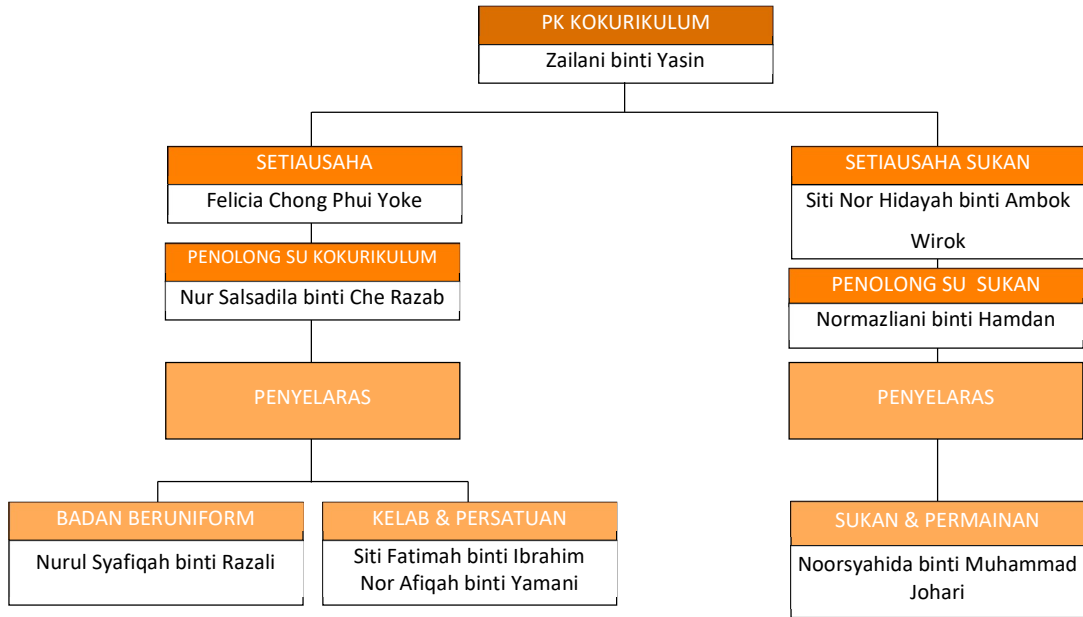 PK KOKURIKULUM
Zailani binti Yasin
SETIAUSAHA
Felicia Chong Phui Yoke
PENOLONG SU KOKURIKULUM
Nur Salsadila binti Che Razab
PENYELARAS
BADAN BERUNIFORM
Nurul Syafiqah binti Razali
KELAB & PERSATUAN
Siti Fatimah binti Ibrahim
Nor Afiqah binti Yamani
SETIAUSAHA SUKAN
Siti Nor Hidayah binti Ambok
Wirok
PENOLONG SU  SUKAN
Normazliani binti Hamdan
PENYELARAS
SUKAN & PERMAINAN
Noorsyahida binti Muhammad
Johari